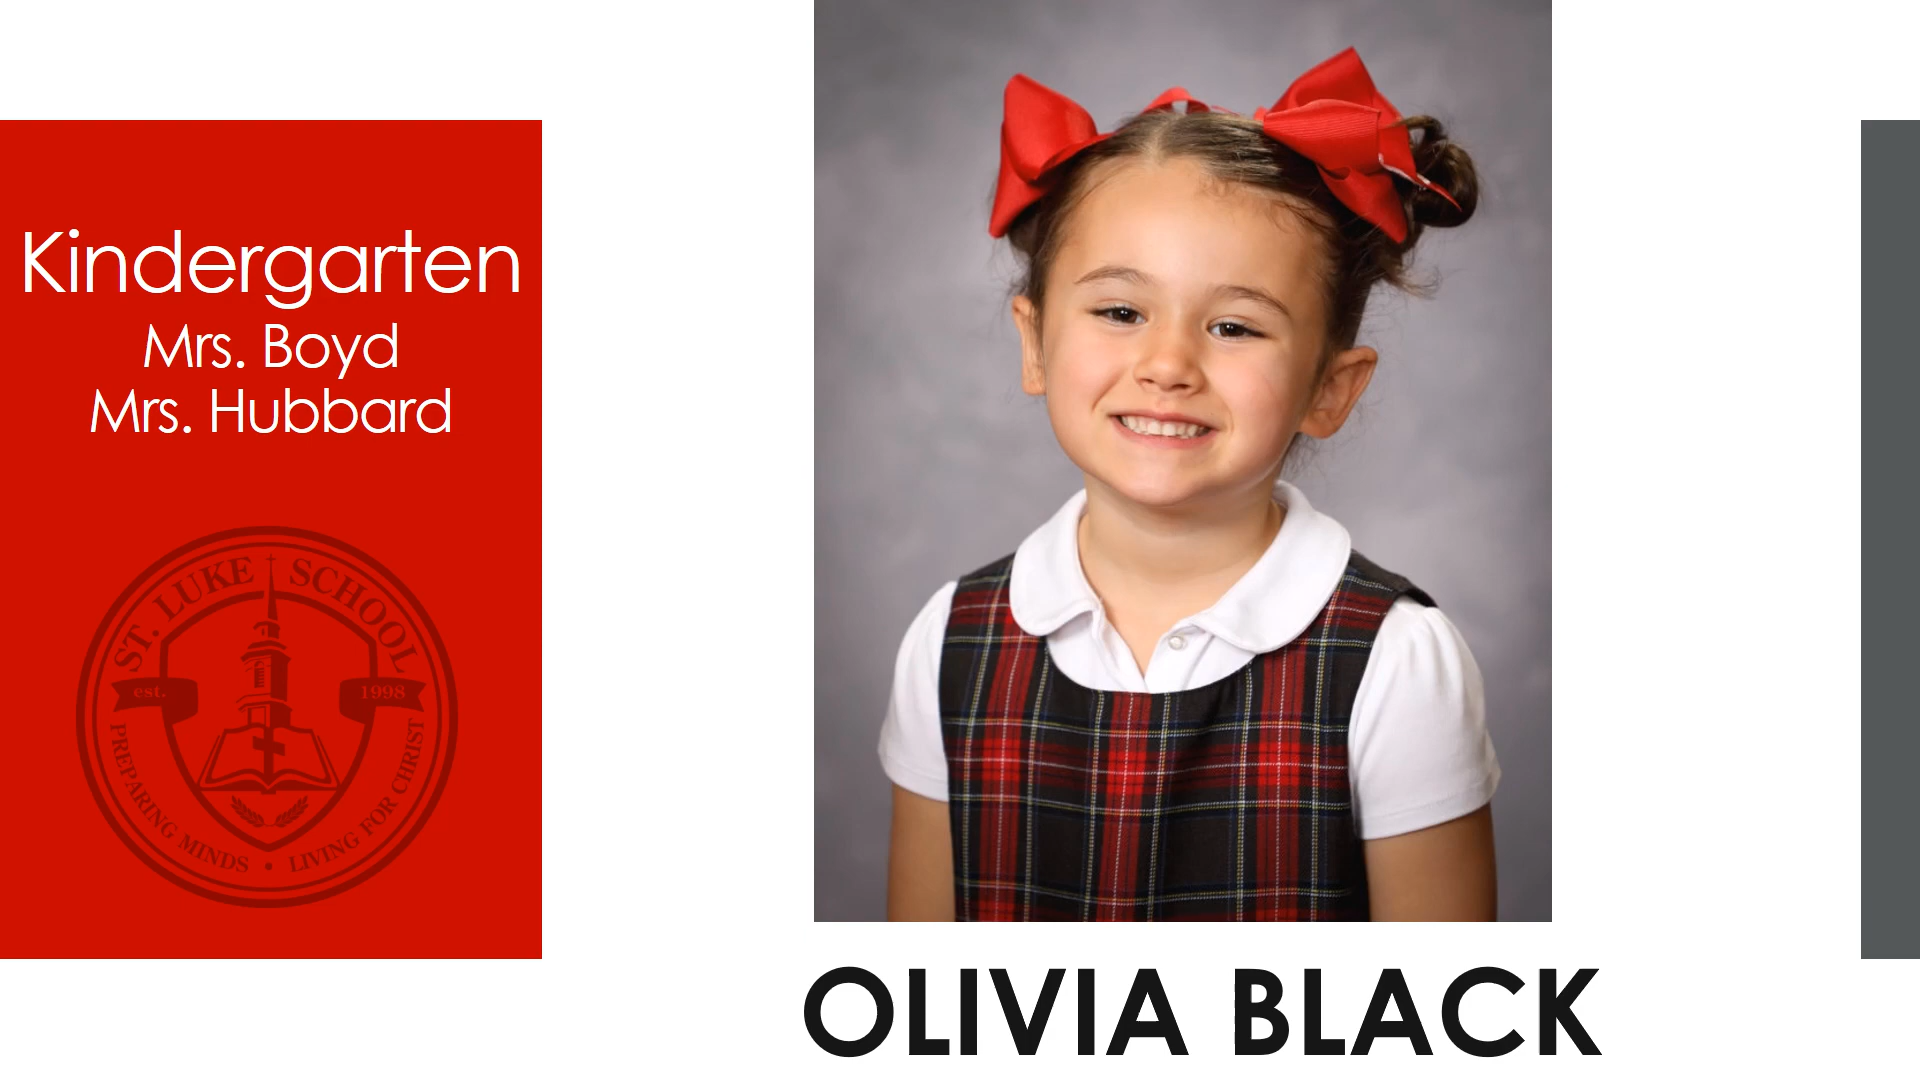 Kindergarten
Mrs. Boyd
Mrs. Hubbard
ST. LUKE SCHOOL
est. 1998
PREPARING MINDS • LIVING FOR CHRIST
OLIVIA BLACK